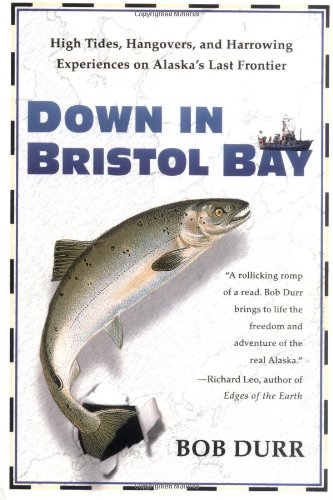 High Tides, Hangovers, and Harrowing
Experiences on Alaska's Last Frontier
DOWN IN
BRISTOL BAY
"A rollicking romp
of a read. Bob Durr
brings to life the
freedom and
adventure of the
real Alaska."
—Richard Leo, author of
Edges of the Earth
BOB DURR